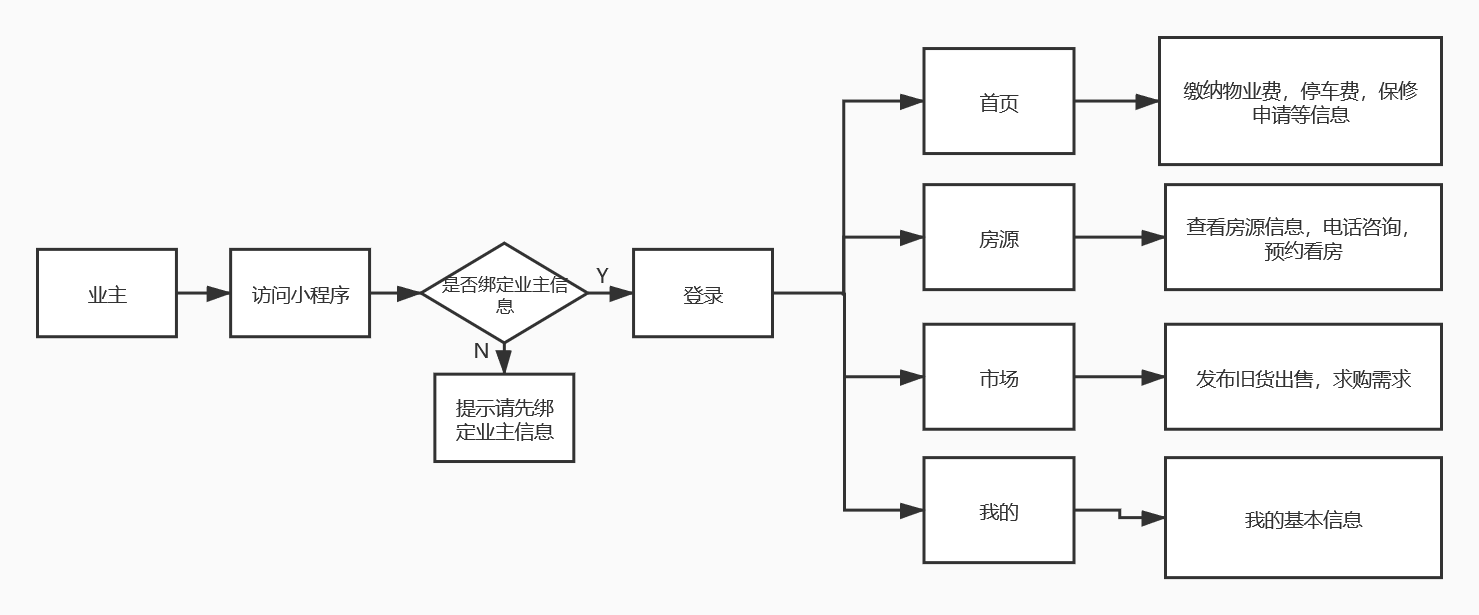 业主
访问小程序
是否绑定业主信
息
Y
N
提示请先绑
定业主信息
登录
首页
缴纳物业费，停车费，保修
申请等信息
房源
查看房源信息，电话咨询，
预约看房
市场
发布旧货出售，求购需求
我的
我的基本信息